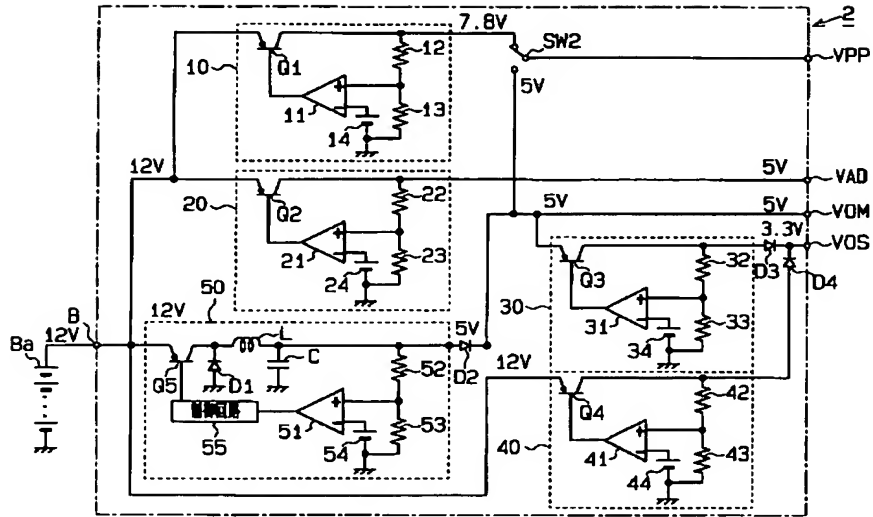 2
7.8V
SW2
VPP
12
Q1
10
+
−
11
13
5V
14
12V
5V
VAD
20
Q2
22
5V
5V
VOM
3.3V
VOS
+
−
21
23
24
D3
32
D4
Q3
30
+
−
31
33
34
50
B
12V
12V
L
5V
Ba
Q5
D1
C
52
D2
12V
55
+
−
51
53
54
Q4
42
40
+
−
41
43
44